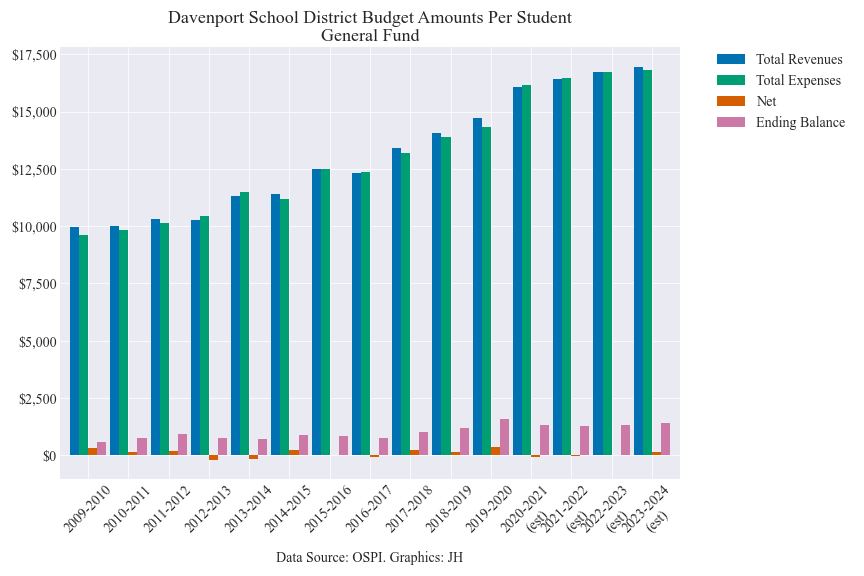 Davenport School District Budget Amounts Per Student
General Fund
$17,500
$15,000
$12,500
$10,000
$7,500
$5,000
$2,500
$0
Total Revenues
Total Expenses
Net
Ending Balance
2009-2010
2010-2011
2011-2012
2012-2013
2013-2014
2014-2015
2015-2016
2016-2017
2017-2018
2018-2019
2019-2020
2020-2021
(est)
2021-2022
(est)
2022-2023
(est)
2023-2024
(est)
Data Source: OSPI. Graphics: JH